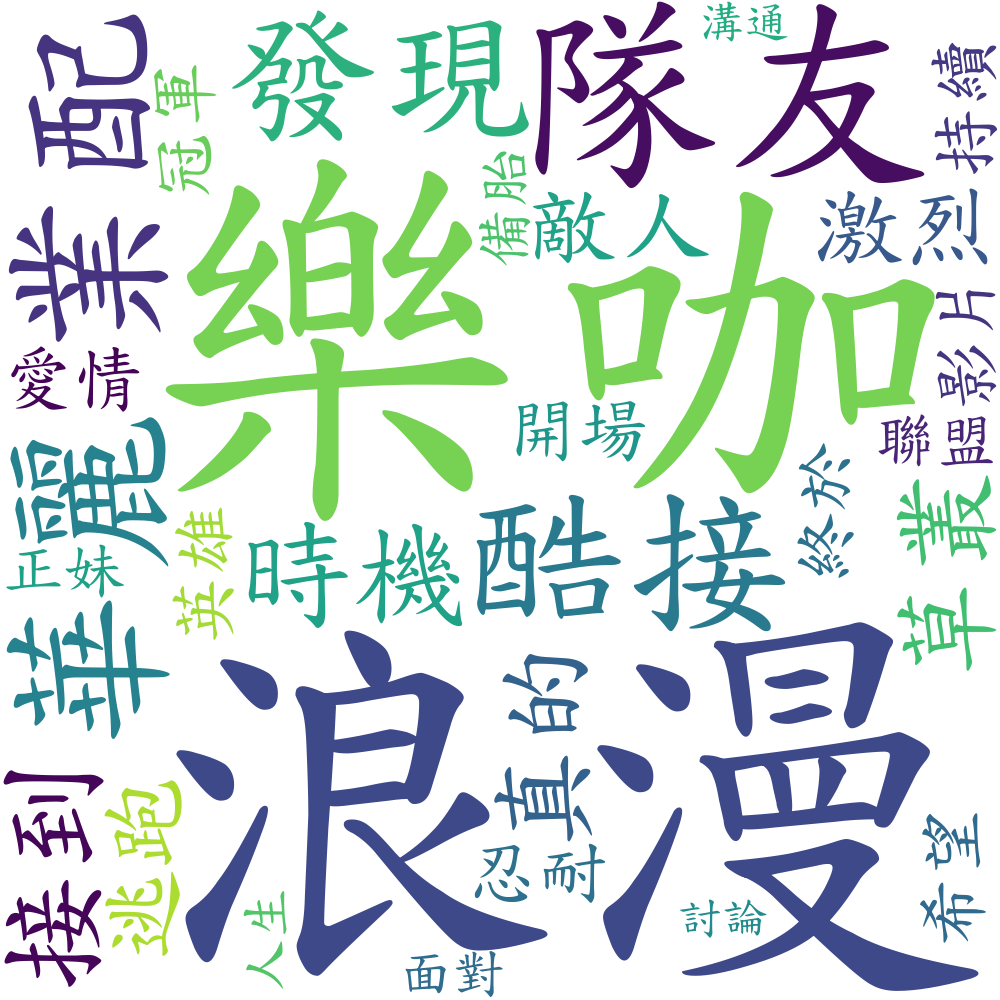 溝通
發現
隊友
業配
冠軍
持續
備胎
敵人
激烈
樂咖
愛情
影片
開場
聯盟
華麗
終於
草叢
酷接
時機
英雄
正妹
浪漫
真的
接到
逃跑
忍耐
希望
人生
討論
面對